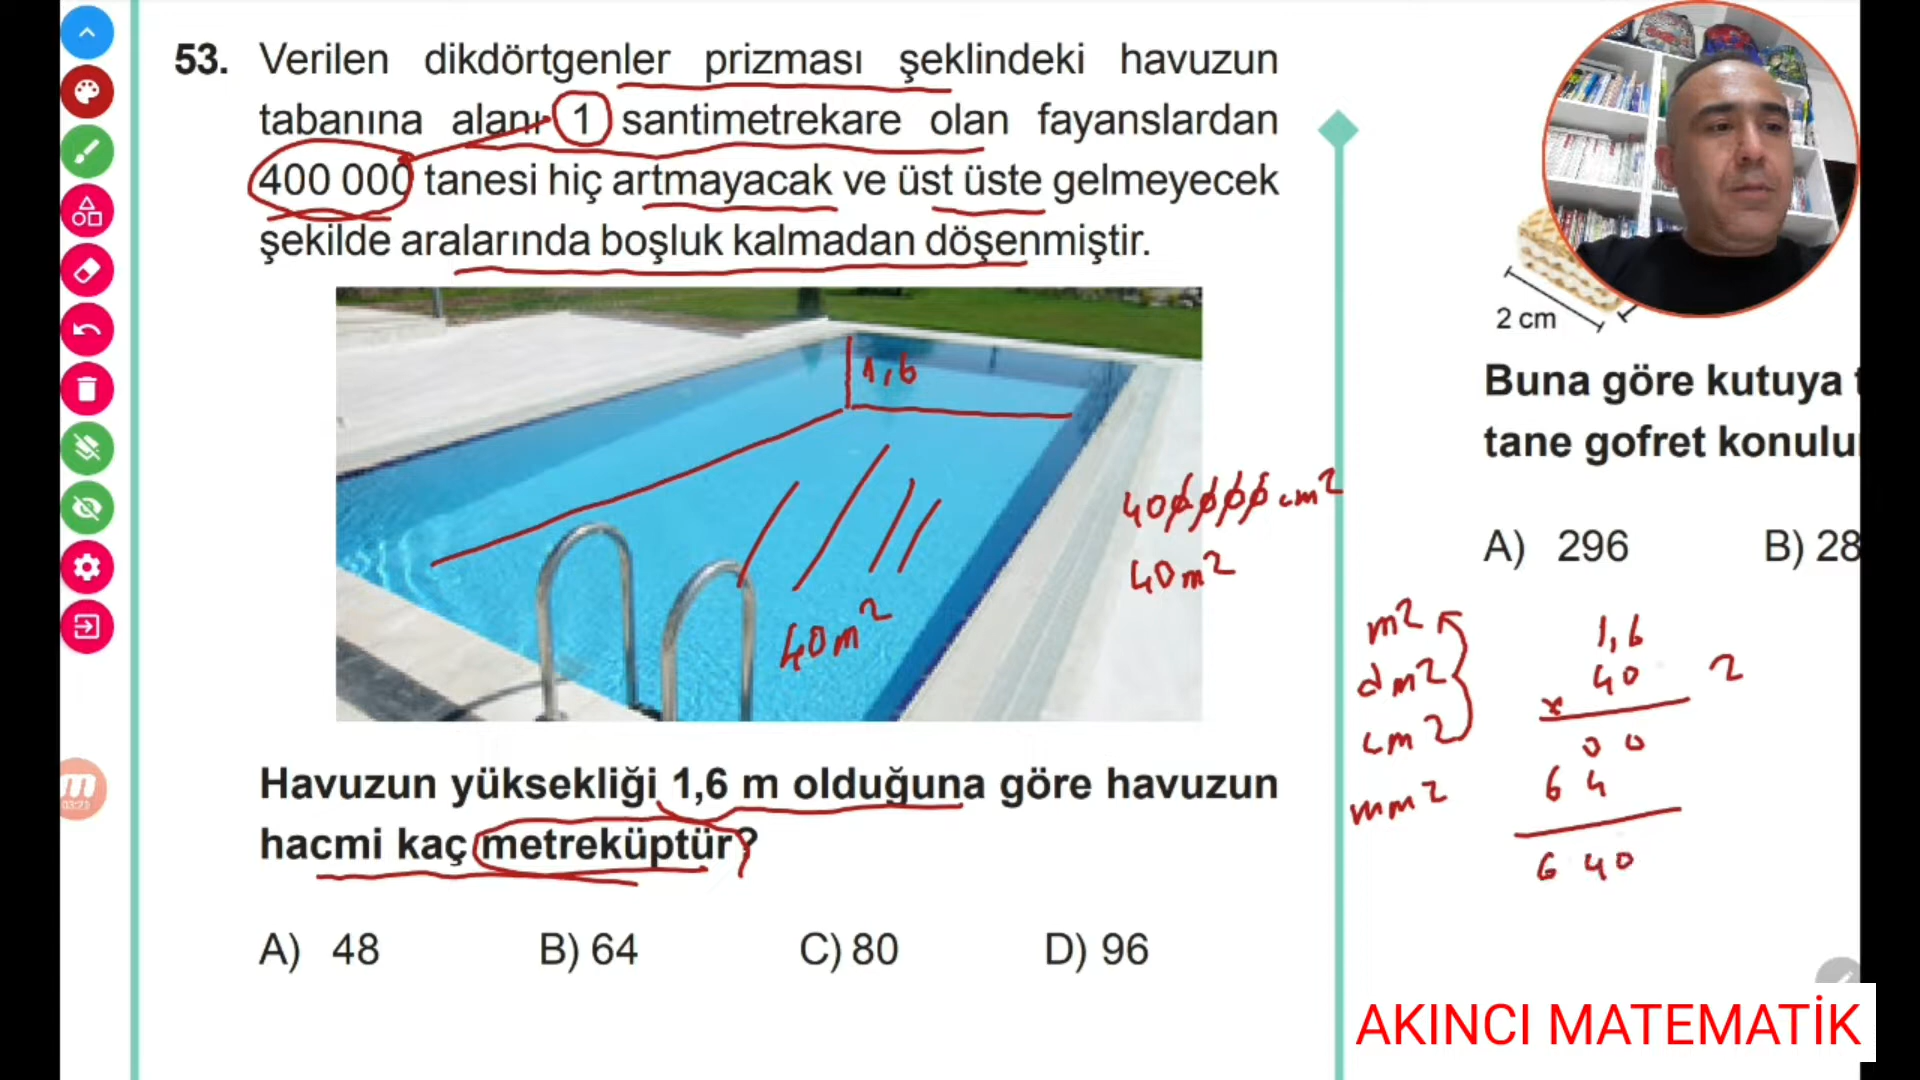 53. Verilen dikdörtgenler prizması şeklindeki havuzun
tabanına alanı 1 santimetrekare olan fayanslardan
400 000 tanesi hiç artmayacak ve üst üste gelmeyecek
şekilde aralarında boşluk kalmadan döşenmiştir.
1,6
400000 cm2
40m2
40m2
Havuzun yüksekliği 1,6 m olduğuna göre havuzun
hacmi kaç metreküptür?
A) 48 B) 64 C) 80 D) 96
2 cm
Buna göre kutuya
tane gofret konulu
A) 296 B) 28
m2
dm2
cm2
mm2
1,6
40 2
x
00
64
640
m
03:21
AKINCI MATEMATİK